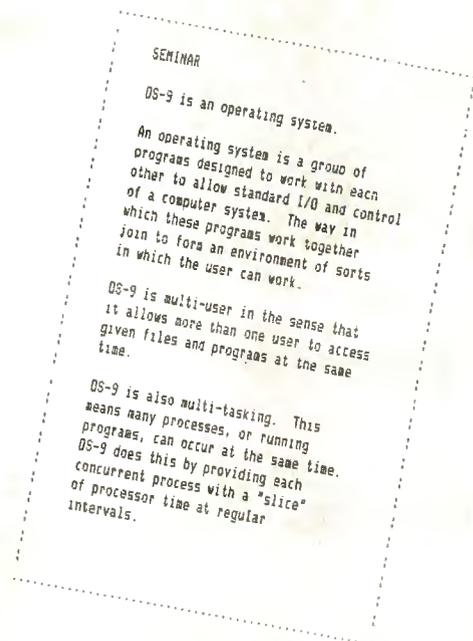 SEMINAR
OS-9 is an operating system.
An operating system is a group of
programs designed to work with each
other to allow standard I/O and control
of a computer system. The way in
which these programs work together
join to form an environment of sorts
in which the user can work.
OS-9 is multi-user in the sense that
it allows more than one user to access
given files and programs at the same
time.
OS-9 is also multi-tasking. This
means many processes, or running
programs, can occur at the same time.
OS-9 does this by providing each
concurrent process with a "slice"
of processor time at regular
intervals.